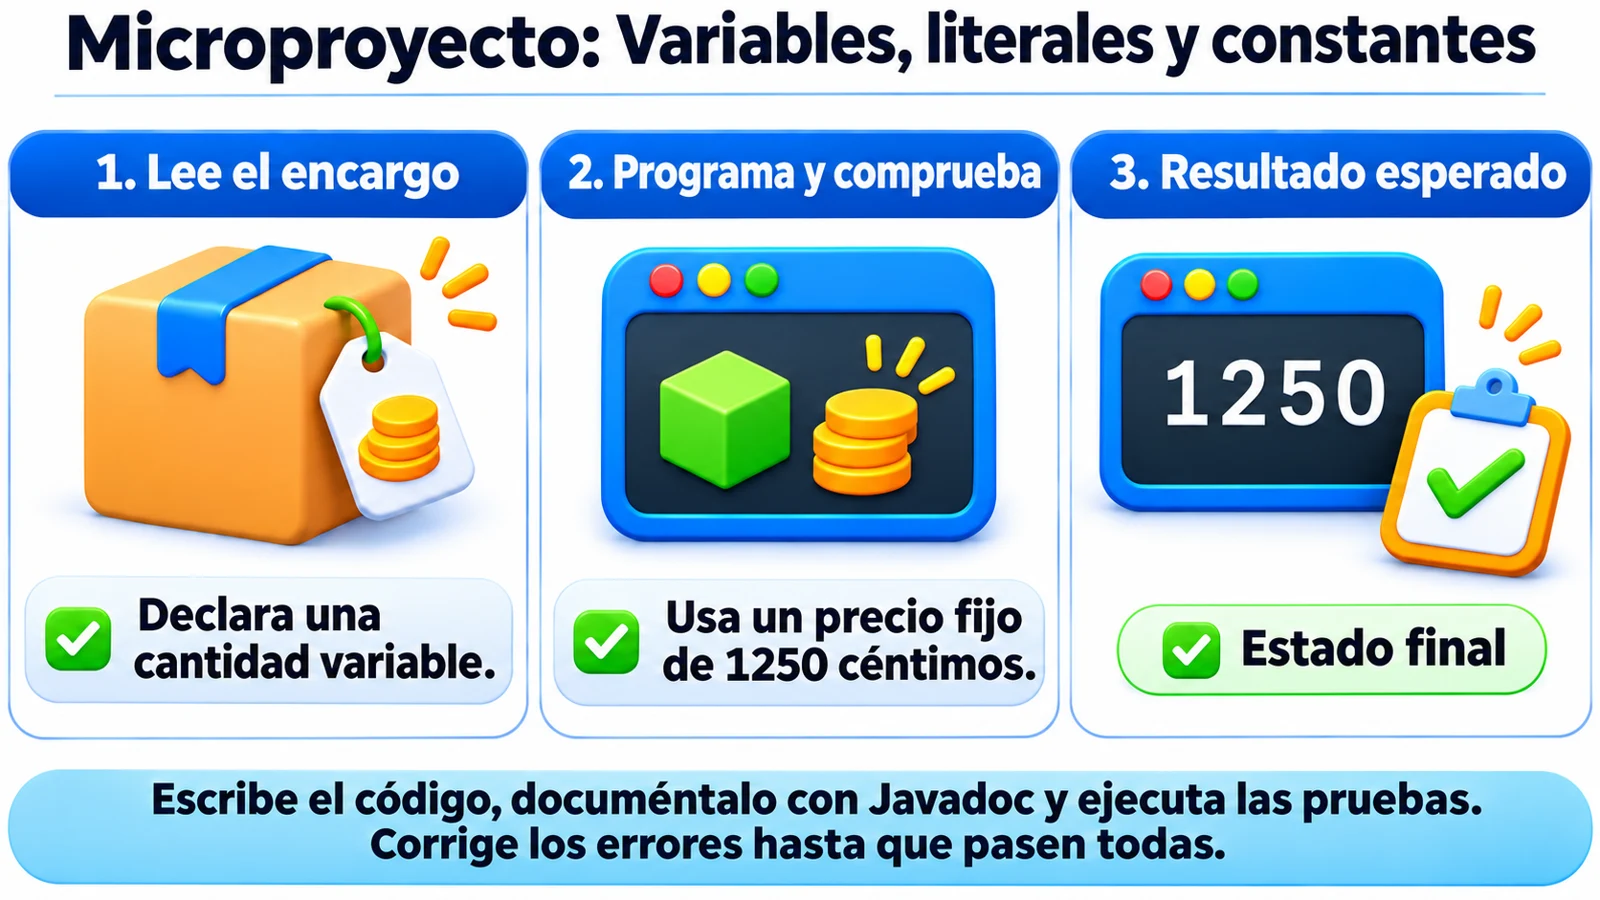 Microproyecto: Variables, literales y constantes
1. Lee el encargo
Declara una
cantidad variable.
2. Programa y comprueba
Usa un precio fijo
de 1250 céntimos.
3. Resultado esperado
1250
Estado final
Escribe el código, documéntalo con Javadoc y ejecuta las pruebas.
Corrige los errores hasta que pasen todas.